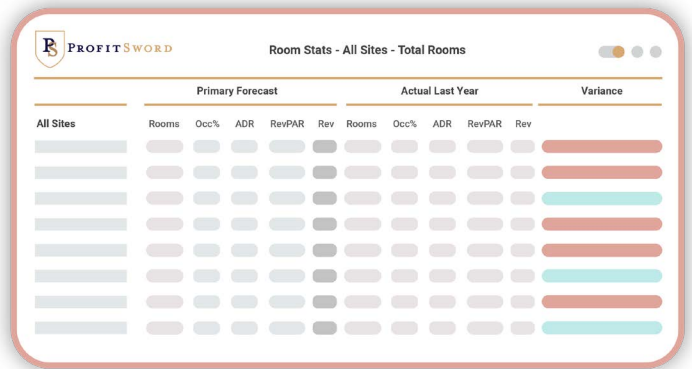 PS PROFITSWORD
Room Stats - All Sites - Total Rooms
Primary Forecast Actual Last Year Variance
All Sites Rooms Occ% ADR RevPAR Rev Rooms Occ% ADR RevPAR Rev